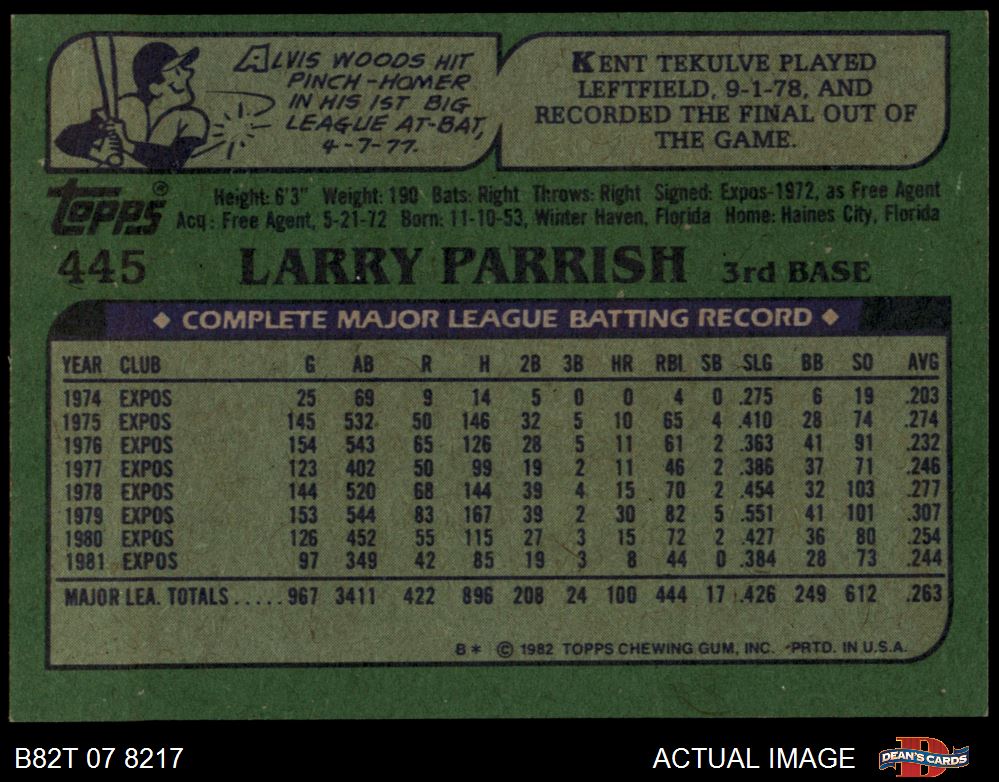 ALVIS WOODS HIT
PINCH-HOMER
IN HIS 1ST BIG
LEAGUE AT-BAT,
4-7-77.
KENT TEKULVE PLAYED
LEFTFIELD, 9-1-78, AND
RECORDED THE FINAL OUT OF
THE GAME.
Topps®
Height: 6'3" Weight: 190 Bats: Right Throws: Right Signed: Expos-1972, as Free Agent
Acq: Free Agent, 5-21-72 Born: 11-10-53, Winter Haven, Florida Home: Haines City, Florida
445 LARRY PARRISH 3rd BASE
◆ COMPLETE MAJOR LEAGUE BATTING RECORD ◆
YEAR CLUB G AB R H 2B 3B HR RBI SB SLG BB SO AVG
1974 EXPOS 25 69 9 14 5 0 0 4 0 .275 6 19 .203
1975 EXPOS 145 532 50 146 32 5 10 65 4 .410 28 74 .274
1976 EXPOS 154 543 65 126 28 5 11 61 2 .363 41 91 .232
1977 EXPOS 123 402 50 99 19 2 11 46 2 .386 37 71 .246
1978 EXPOS 144 520 68 144 39 4 15 70 2 .454 32 103 .277
1979 EXPOS 153 544 83 167 39 2 30 82 5 .551 41 101 .307
1980 EXPOS 126 452 55 115 27 3 15 72 2 .427 36 80 .254
1981 EXPOS 97 349 42 85 19 3 8 44 0 .384 28 73 .244
MAJOR LEA. TOTALS.....967 3411 422 896 208 24 100 444 17 .426 249 612 .263
B* © 1982 TOPPS CHEWING GUM, INC. PRTD. IN U.S.A.
B82T 07 8217
ACTUAL IMAGE
DEAN'S CARDS